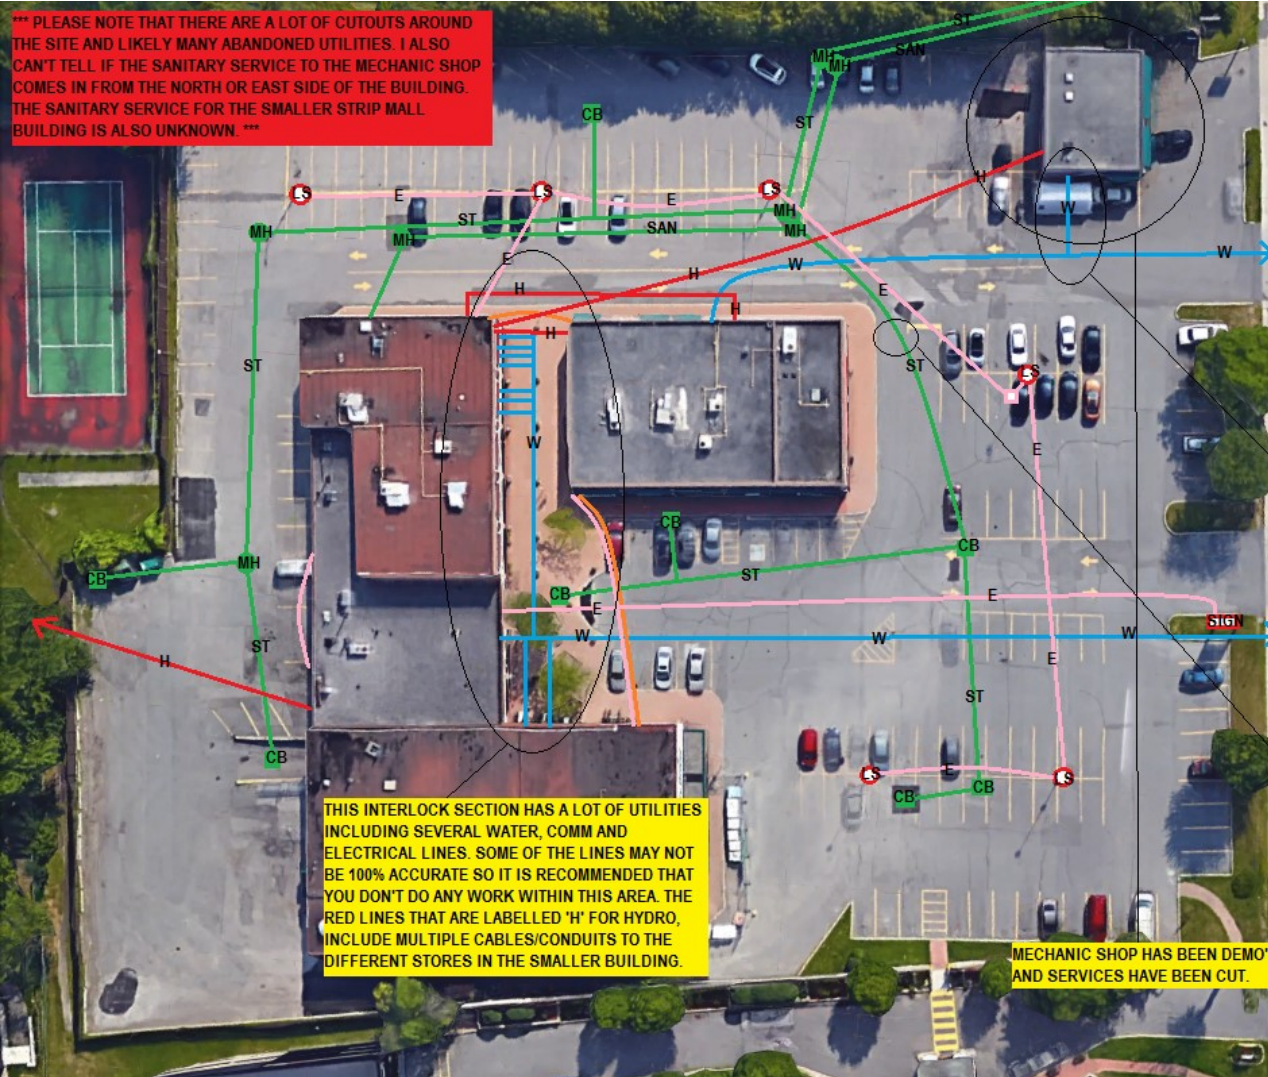 *** PLEASE NOTE THAT THERE ARE A LOT OF CUTOUTS AROUND
THE SITE AND LIKELY MANY ABANDONED UTILITIES. I ALSO
CAN'T TELL IF THE SANITARY SERVICE TO THE MECHANIC SHOP
COMES IN FROM THE NORTH OR EAST SIDE OF THE BUILDING.
THE SANITARY SERVICE FOR THE SMALLER STRIP MALL
BUILDING IS ALSO UNKNOWN. ***
ST
SAN
MH
MH
CB
ST
H
LS
E
LS
E
LS
W
ST
MH
SAN
MH
MH
MH
E
H
W
W
H
E
H
H
ST
ST
LS
W
E
CB
CB
MH
CB
ST
CB
E
E
SIGN
W
W
W
ST
H
E
ST
CB
LS
E
LS
CB
CB
THIS INTERLOCK SECTION HAS A LOT OF UTILITIES
INCLUDING SEVERAL WATER, COMM AND
ELECTRICAL LINES. SOME OF THE LINES MAY NOT
BE 100% ACCURATE SO IT IS RECOMMENDED THAT
YOU DON'T DO ANY WORK WITHIN THIS AREA. THE
RED LINES THAT ARE LABELLED 'H' FOR HYDRO,
INCLUDE MULTIPLE CABLES/CONDUITS TO THE
DIFFERENT STORES IN THE SMALLER BUILDING.
MECHANIC SHOP HAS BEEN DEMO'
AND SERVICES HAVE BEEN CUT.